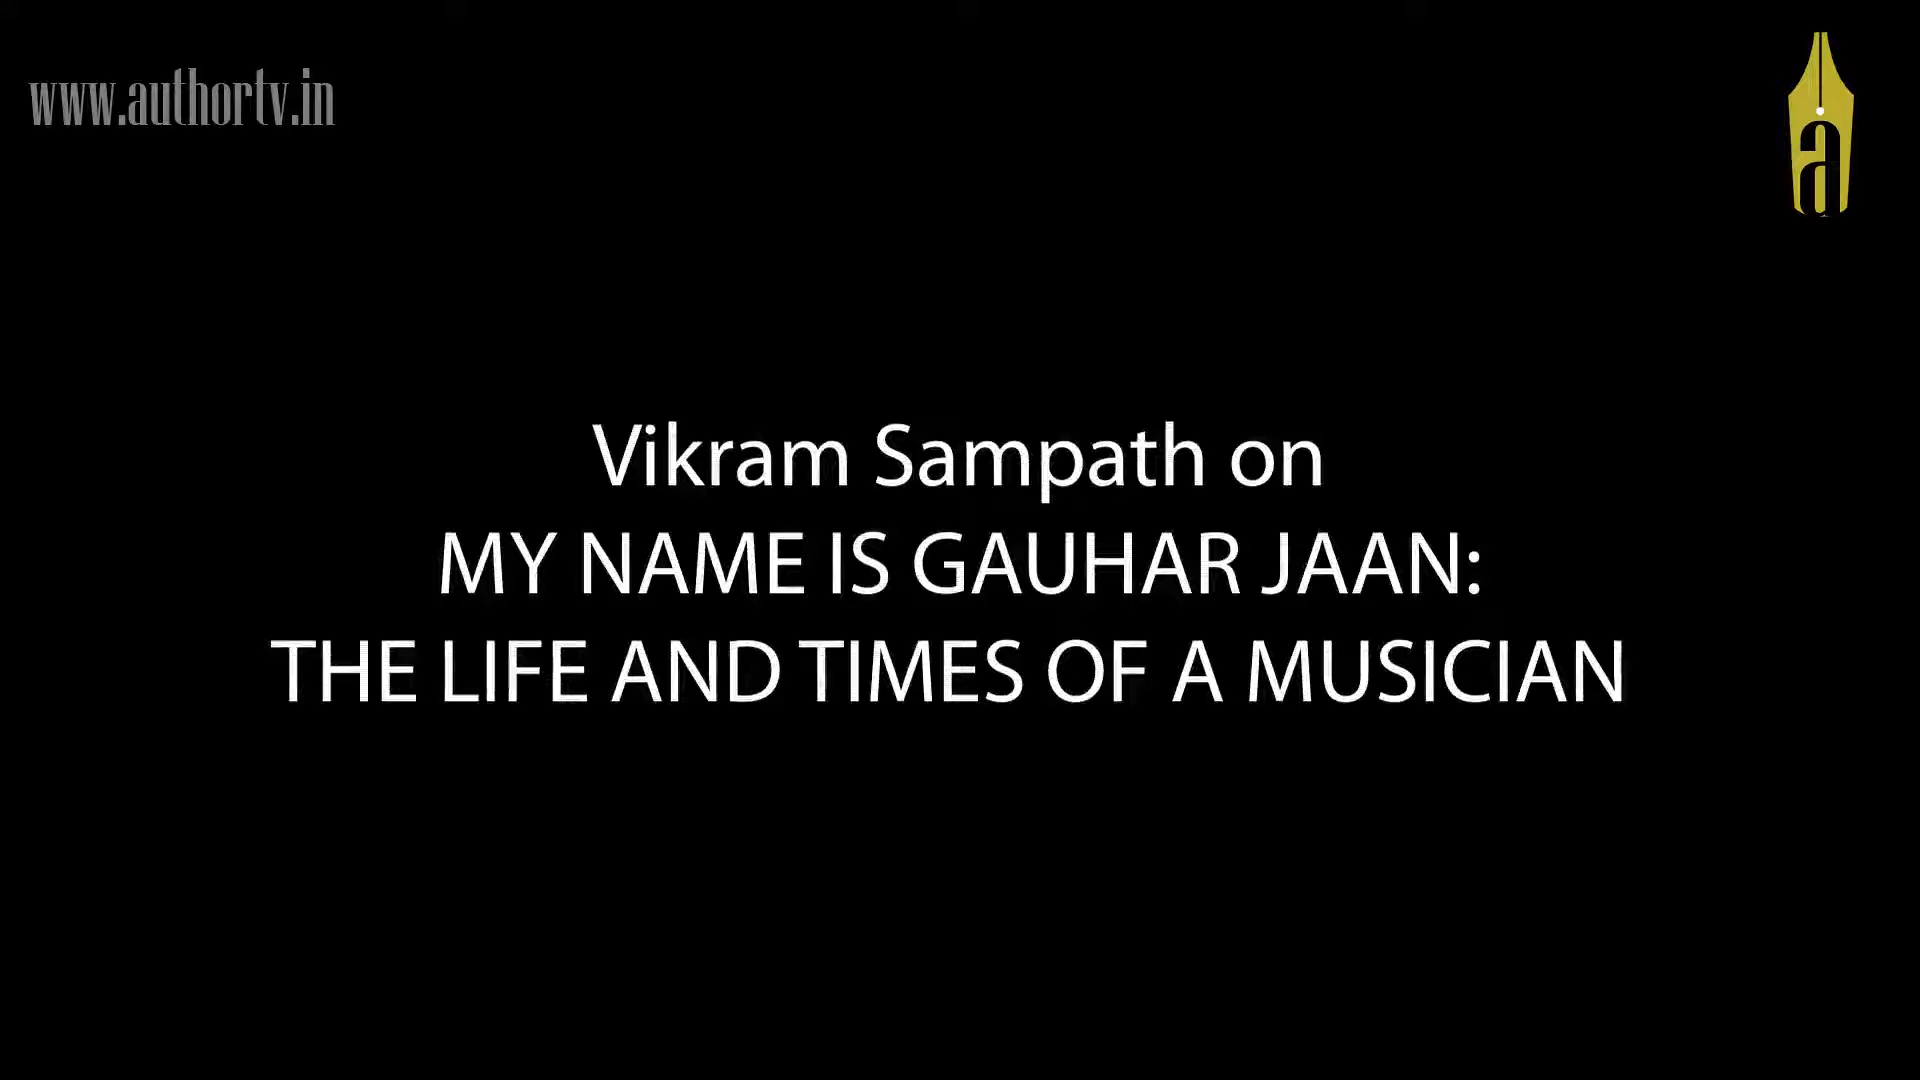 www.authortv.in
a
Vikram Sampath on
MY NAME IS GAUHAR JAAN:
THE LIFE AND TIMES OF A MUSICIAN